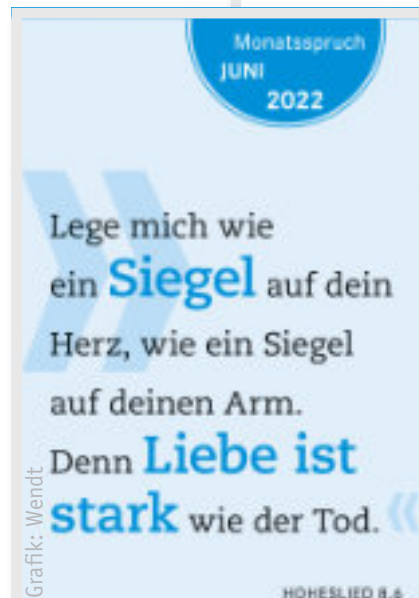 Monatsspruch
JUNI
2022
Lege mich wie
ein Siegel auf dein
Herz, wie ein Siegel
auf deinen Arm.
Denn Liebe ist
stark wie der Tod.
HOHESLIED 8,6
Grafik: Wendt